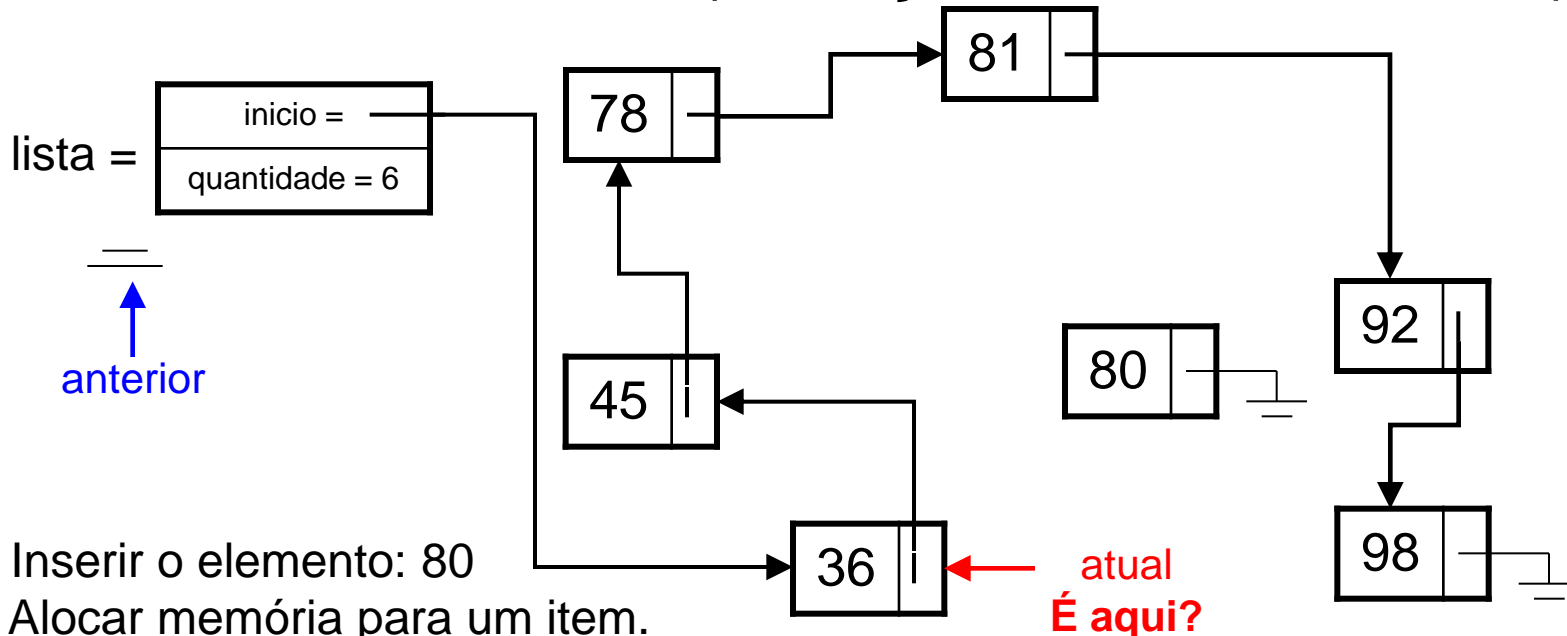 81
78
inicio =
lista =
quantidade = 6
92
80
anterior
45
36
98
Inserir o elemento: 80
atual
Alocar memória para um item.
É aqui?